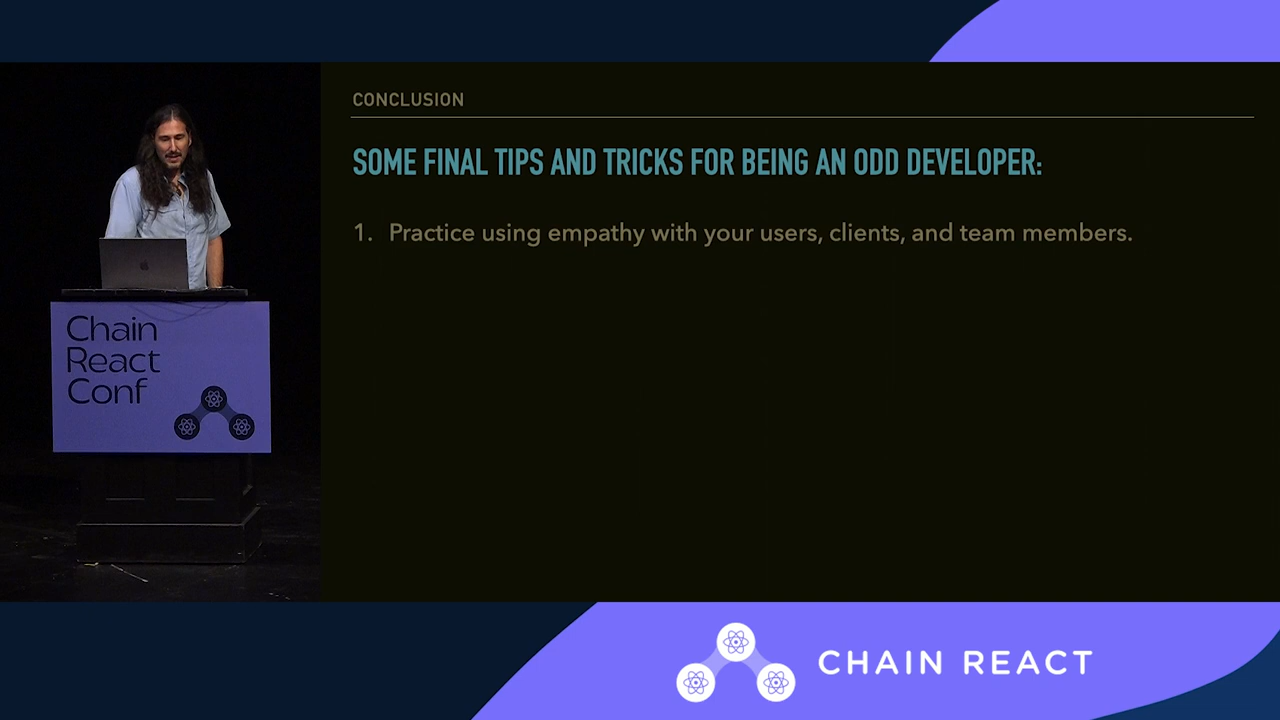 CONCLUSION
SOME FINAL TIPS AND TRICKS FOR BEING AN ODD DEVELOPER:
1. Practice using empathy with your users, clients, and team members.
Chain
React
Conf
CHAIN REACT